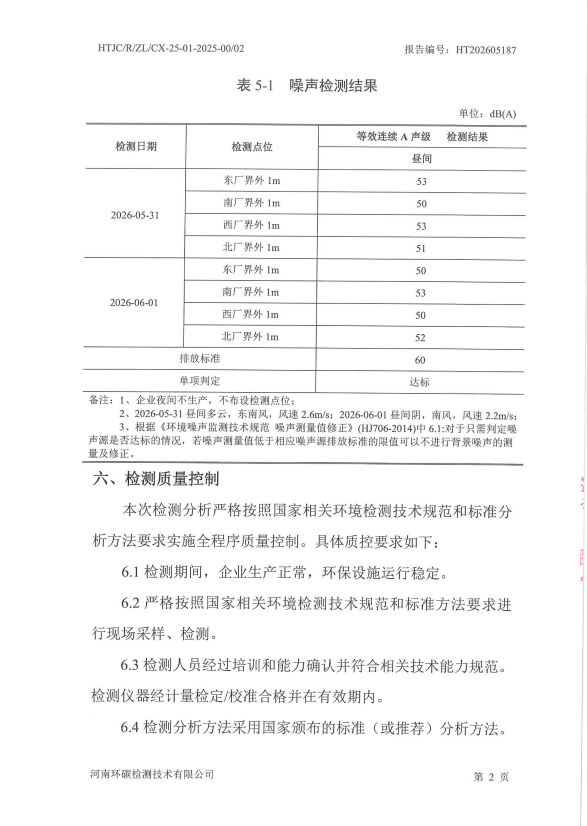 HTJC/R/ZL/CX-25-01-2025-00/02 报告编号：HT202605187
表 5-1 噪声检测结果
单位：dB(A)
检测日期 检测点位 等效连续 A 声级 检测结果
昼间
2026-05-31 东厂界外 1m 53
南厂界外 1m 50
西厂界外 1m 53
北厂界外 1m 51
2026-06-01 东厂界外 1m 50
南厂界外 1m 53
西厂界外 1m 50
北厂界外 1m 52
排放标准 60
单项判定 达标
备注：1、企业夜间不生产，不布设检测点位；
2、2026-05-31 昼间多云，东南风，风速 2.6m/s；2026-06-01 昼间阴，南风，风速 2.2m/s；
3、根据《环境噪声监测技术规范 噪声测量值修正》(HJ706-2014)中 6.1:对于只需判定噪
声源是否达标的情况，若噪声测量值低于相应噪声源排放标准的限值可以不进行背景噪声的测
量及修正。
六、检测质量控制
本次检测分析严格按照国家相关环境检测技术规范和标准分
析方法要求实施全程序质量控制。具体质控要求如下：
6.1 检测期间，企业生产正常，环保设施运行稳定。
6.2 严格按照国家相关环境检测技术规范和标准方法要求进
行现场采样、检测。
6.3 检测人员经过培训和能力确认并符合相关技术能力规范。
检测仪器经计量检定/校准合格并在有效期内。
6.4 检测分析方法采用国家颁布的标准（或推荐）分析方法。
河南环碳检测技术有限公司 第 2 页